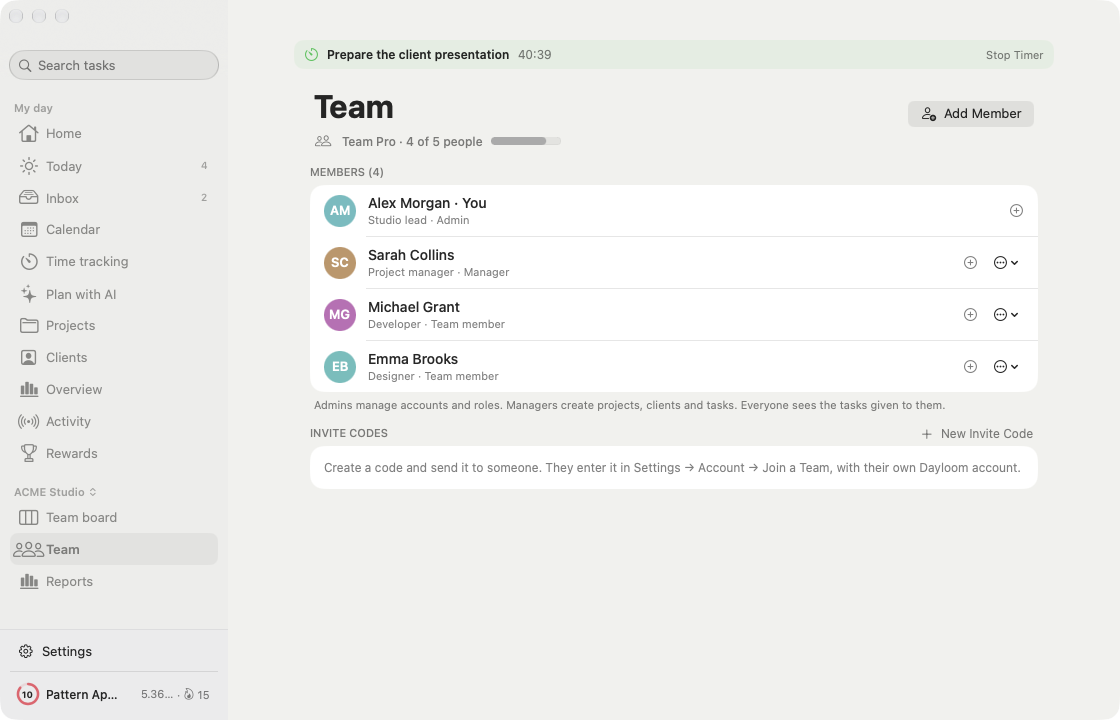 Search tasks
My day
Home
Today 4
Inbox 2
Calendar
Time tracking
Plan with AI
Projects
Clients
Overview
Activity
Rewards
ACME Studio
Team board
Team
Reports
Settings
10 Pattern Ap... 5.36... · 15
Prepare the client presentation 40:39 Stop Timer
Team
Add Member
Team Pro · 4 of 5 people
MEMBERS (4)
AM Alex Morgan · You
Studio lead · Admin
SC Sarah Collins
Project manager · Manager
MG Michael Grant
Developer · Team member
EB Emma Brooks
Designer · Team member
Admins manage accounts and roles. Managers create projects, clients and tasks. Everyone sees the tasks given to them.
INVITE CODES + New Invite Code
Create a code and send it to someone. They enter it in Settings → Account → Join a Team, with their own Dayloom account.